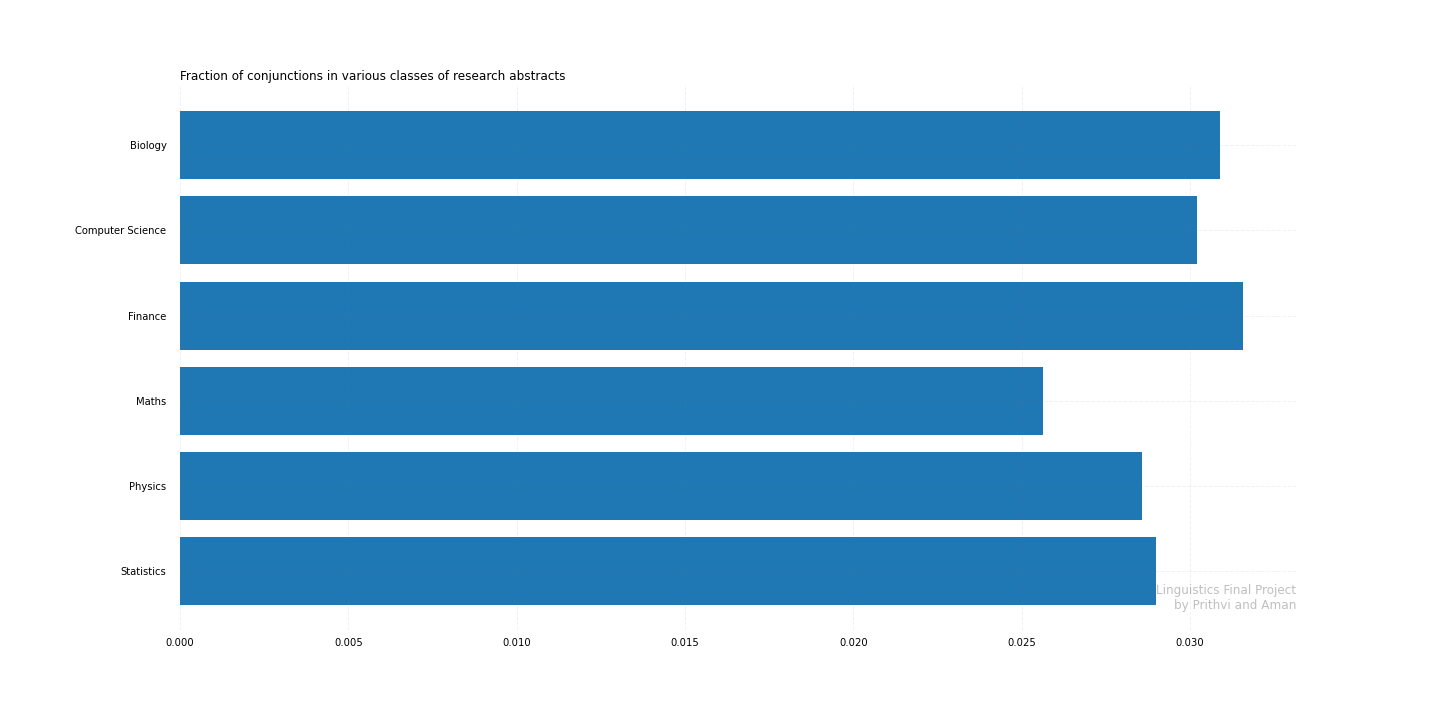 Fraction of conjunctions in various classes of research abstracts
Biology
Computer Science
Finance
Maths
Physics
Statistics
Linguistics Final Project
by Prithvi and Aman
0.000 0.005 0.010 0.015 0.020 0.025 0.030